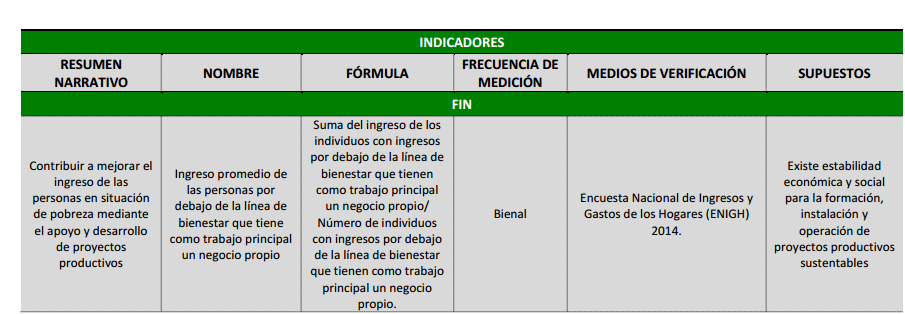 INDICADORES
RESUMEN
NARRATIVO
NOMBRE
FÓRMULA
FRECUENCIA DE
MEDICIÓN
MEDIOS DE VERIFICACIÓN
SUPUESTOS
FIN
Contribuir a mejorar el
ingreso de las
personas en situación
de pobreza mediante
el apoyo y desarrollo
de proyectos
productivos
Ingreso promedio de
las personas por
debajo de la línea de
bienestar que tiene
como trabajo principal
un negocio propio
Suma del ingreso de los
individuos con ingresos
por debajo de la línea de
bienestar que tienen
como trabajo principal
un negocio propio/
Número de individuos
con ingresos por debajo
de la línea de bienestar
que tienen como trabajo
principal un negocio
propio.
Bienal
Encuesta Nacional de Ingresos y
Gastos de los Hogares (ENIGH)
2014.
Existe estabilidad
económica y social
para la formación,
instalación y
operación de
proyectos productivos
sustentables